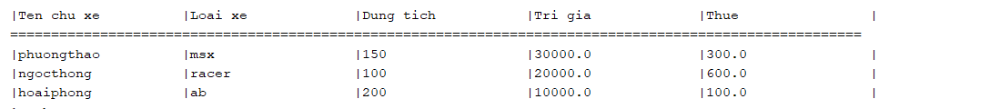 |Ten chu xe |Loai xe |Dung tich |Tri gia |Thue |
==========================================================================================================
|phuongthao |msx |150 |30000.0 |300.0 |
|ngocthong |racer |100 |20000.0 |600.0 |
|hoaiphong |ab |200 |10000.0 |100.0 |